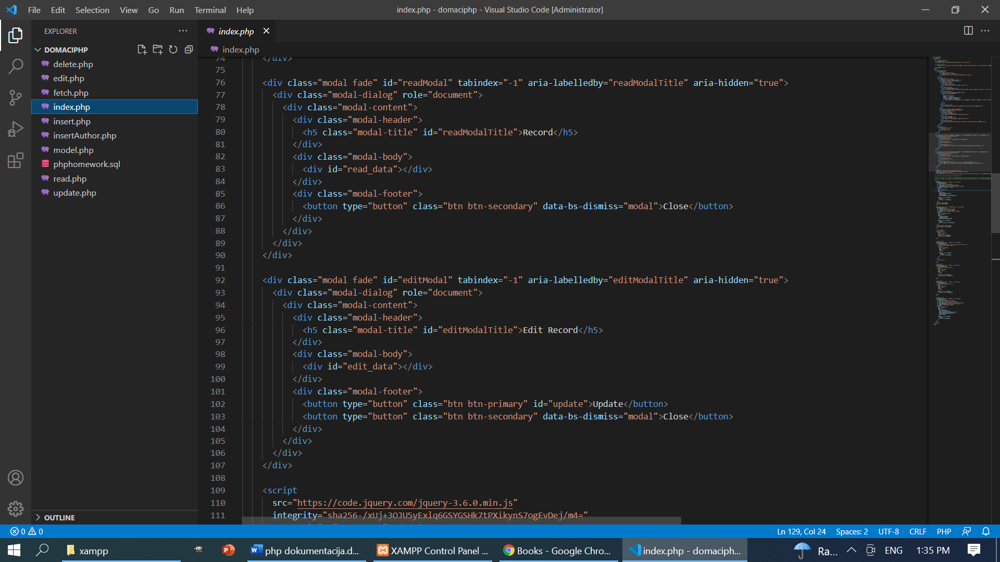 File Edit Selection View Go Run Terminal Help
index.php - domaciphp - Visual Studio Code [Administrator]
EXPLORER
DOMACIPHP
delete.php
edit.php
fetch.php
index.php
insert.php
insertAuthor.php
model.php
phphomework.sql
read.php
update.php
OUTLINE
index.php
index.php
74 </div>
75
76 <div class="modal fade" id="readModal" tabindex="-1" aria-labelledby="readModalTitle" aria-hidden="true">
77 <div class="modal-dialog" role="document">
78 <div class="modal-content">
79 <div class="modal-header">
80 <h5 class="modal-title" id="readModalTitle">Record</h5>
81 </div>
82 <div class="modal-body">
83 <div id="read_data"></div>
84 </div>
85 <div class="modal-footer">
86 <button type="button" class="btn btn-secondary" data-bs-dismiss="modal">Close</button>
87 </div>
88 </div>
89 </div>
90 </div>
91
92 <div class="modal fade" id="editModal" tabindex="-1" aria-labelledby="editModalTitle" aria-hidden="true">
93 <div class="modal-dialog" role="document">
94 <div class="modal-content">
95 <div class="modal-header">
96 <h5 class="modal-title" id="editModalTitle">Edit Record</h5>
97 </div>
98 <div class="modal-body">
99 <div id="edit_data"></div>
100 </div>
101 <div class="modal-footer">
102 <button type="button" class="btn btn-primary" id="update">Update</button>
103 <button type="button" class="btn btn-secondary" data-bs-dismiss="modal">Close</button>
104 </div>
105 </div>
106 </div>
107 </div>
108
109 <script
110 src="https://code.jquery.com/jquery-3.6.0.min.js"
111 integrity="sha256-/xUj+3OJU5yExlq6GSYGSHk7tPXikynS7ogEvDej/m4="
0 0
Ln 129, Col 24 Spaces: 2 UTF-8 CRLF PHP
xampp
php dokumentacija.d...
XAMPP Control Panel ...
Books - Google Chro...
index.php - domaciph...
Ra... ENG 1:35 PM